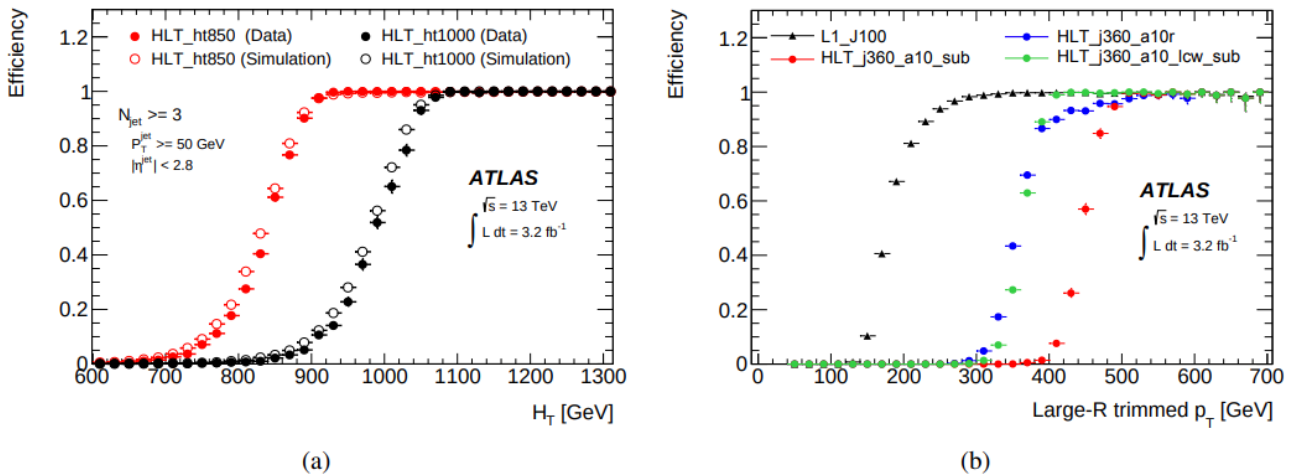 Efficiency
1.2
1
0.8
0.6
0.4
0.2
0
HLT_ht850 (Data)
HLT_ht1000 (Data)
HLT_ht850 (Simulation)
HLT_ht1000 (Simulation)
N_jet >= 3
P_T^jet >= 50 GeV
|η^jet| < 2.8
ATLAS
√s = 13 TeV
∫ L dt = 3.2 fb⁻¹
600 700 800 900 1000 1100 1200 1300
H_T [GeV]
(a)
Efficiency
1.2
1
0.8
0.6
0.4
0.2
0
L1_J100
HLT_j360_a10r
HLT_j360_a10_sub
HLT_j360_a10_lcw_sub
ATLAS
√s = 13 TeV
∫ L dt = 3.2 fb⁻¹
0 100 200 300 400 500 600 700
Large-R trimmed p_T [GeV]
(b)